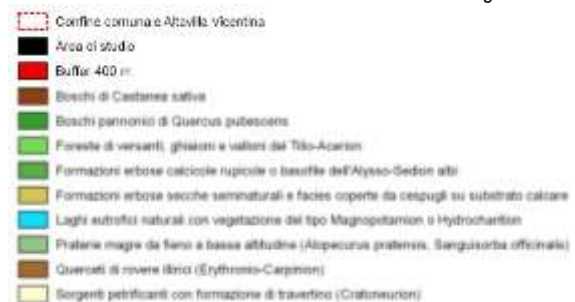 Confine comuna e Altavilla Vicentina
Area di studio
Buffer 400 m
Boschi di Castanea sativa
Boschi pannonici di Quercus pubescens
Foreste di versanti, ghiaioni e valloni del Tilio-Acerion
Formazioni erbose calcicole rupicole o basofile dell'Alysso-Sedion albi
Formazioni erbose secche seminaturali e facies coperte da cespugli su substrato calcare
Laghi eutrofici naturali con vegetazione del tipo Magnopotamion o Hydrocharition
Praterie magre da fieno a bassa altitudine (Alopecurus pratensis, Sanguisorba officinalis)
Querceti di rovere illirici (Erythronio-Carpinion)
Sorgenti petrificanti con formazione di travertino (Cratoneurion)